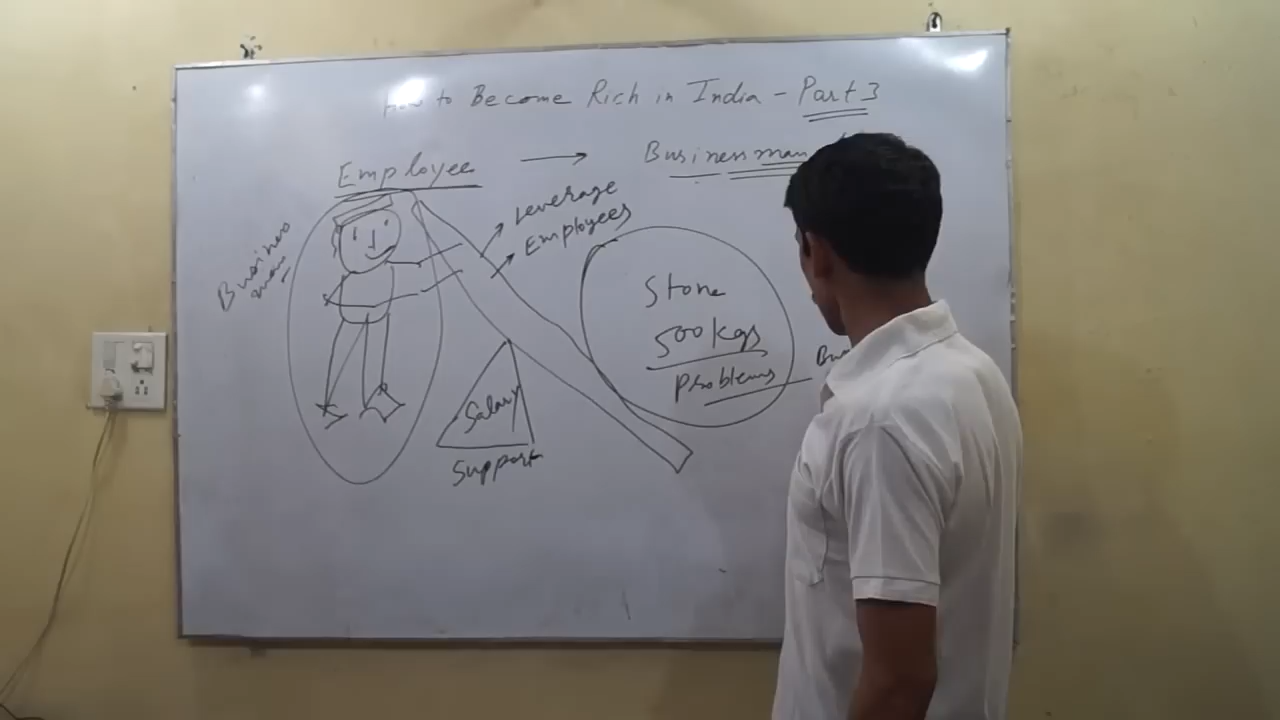 How to Become Rich in India - Part 3
Employee → Businessman
Business
man
Leverage
Employees
Stone
500 kgs
Problems
Salary
Support